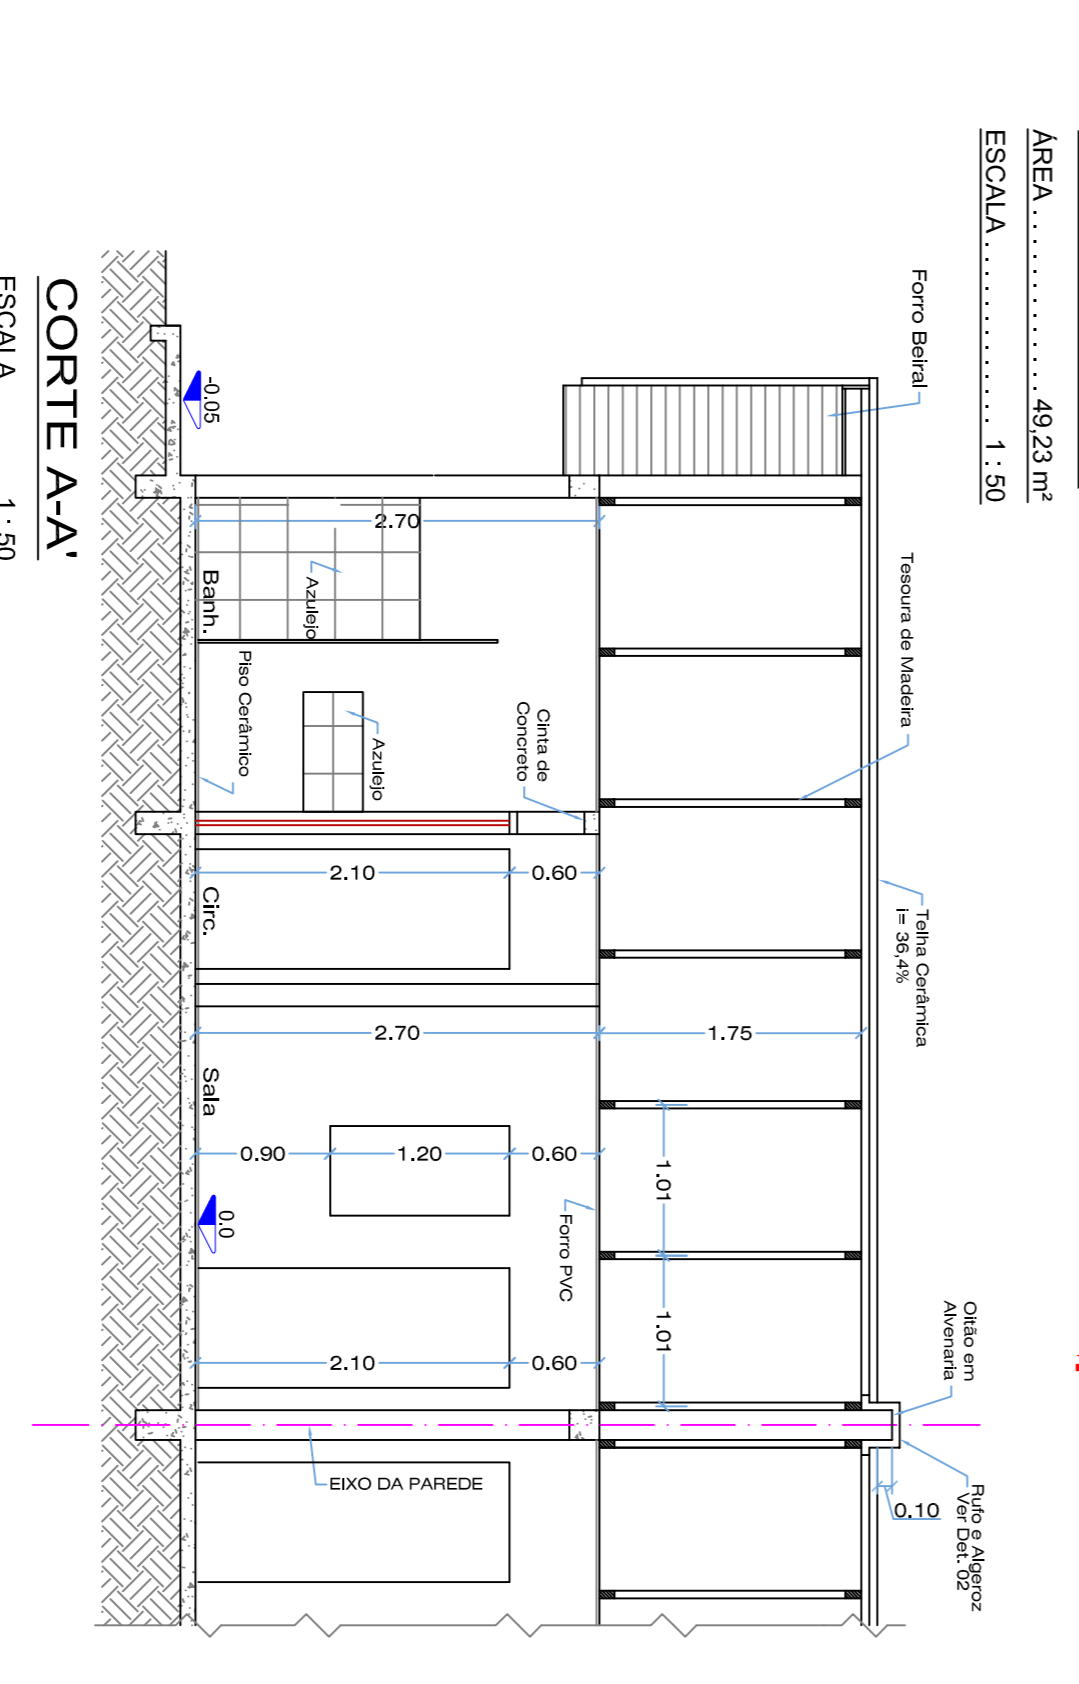 ÁREA . . . . . . . . . . . . . . . . 49,23 m²
ESCALA . . . . . . . . . . . . . . 1 : 50
Forro Beiral
Tesoura de Madeira
Telha Cerâmica
i= 36,4%
Oitão em
Alvenaria
Rufo e Algeroz
Ver Det. 02
0.10
1.75
1.01
1.01
Cinta de
Concreto
Forro PVC
2.70
Azulejo
Banh.
Piso Cerâmico
Azulejo
2.10
0.60
Circ.
2.70
Sala
0.90
1.20
0.60
0.0
2.10
0.60
EIXO DA PAREDE
-0.05
CORTE A-A'
ESCALA 1 : 50